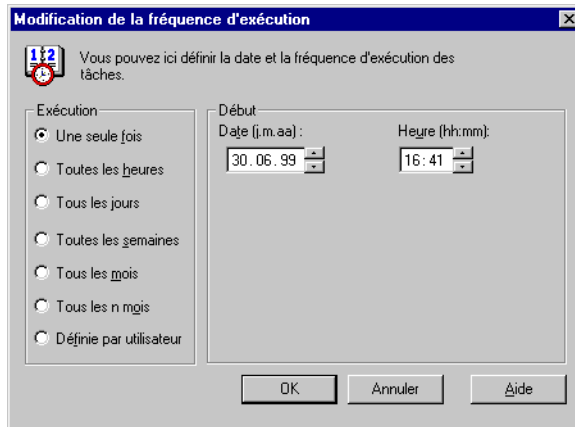 Modification de la fréquence d'exécution
1 2
Vous pouvez ici définir la date et la fréquence d'exécution des
tâches.
Exécution
Une seule fois
Toutes les heures
Tous les jours
Toutes les semaines
Tous les mois
Tous les n mois
Définie par utilisateur
Début
Date (j.m.aa) :
Heure (hh:mm):
30.06.99
16:41
OK
Annuler
Aide